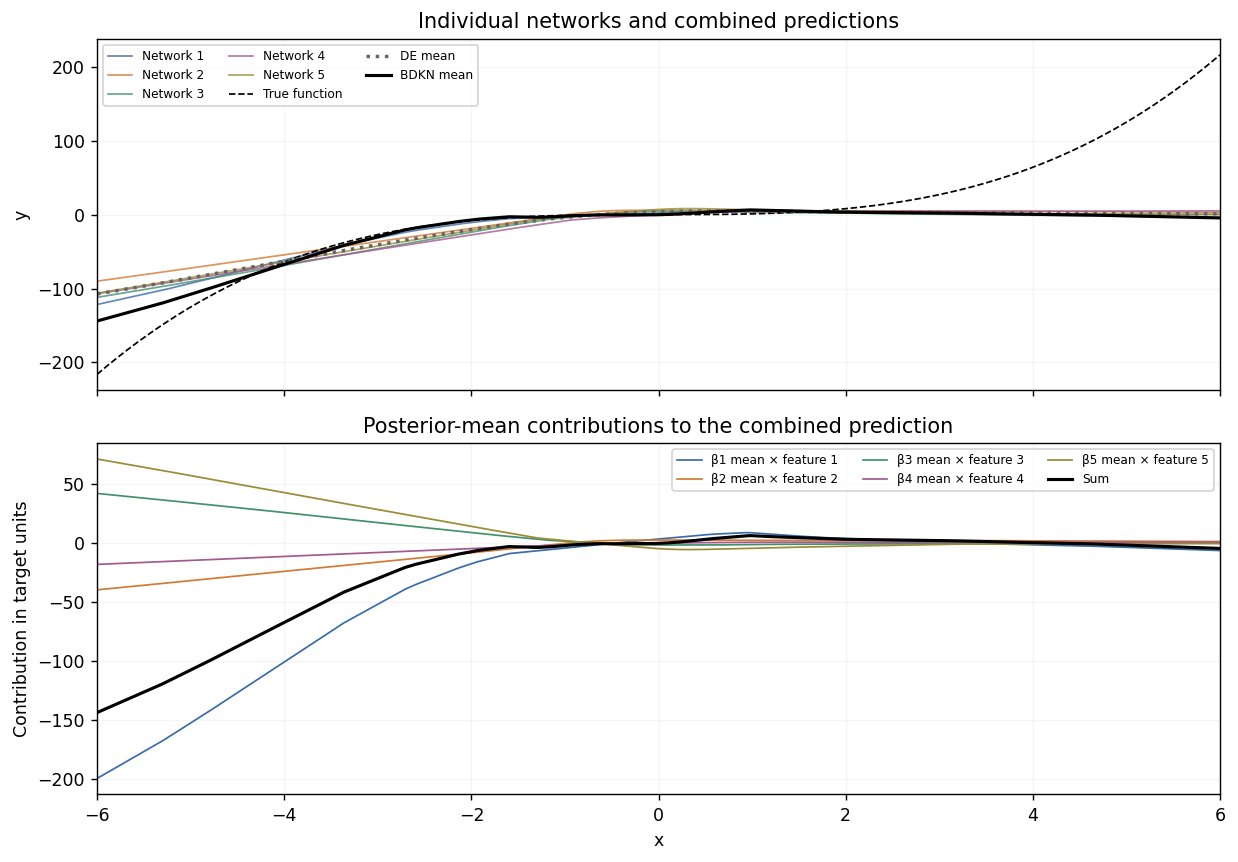 Individual networks and combined predictions
Network 1 Network 4 DE mean
Network 2 Network 5 BDKN mean
Network 3 True function
200
100
0
−100
−200
y
Posterior-mean contributions to the combined prediction
β1 mean × feature 1 β3 mean × feature 3 β5 mean × feature 5
β2 mean × feature 2 β4 mean × feature 4 Sum
50
0
−50
−100
−150
−200
Contribution in target units
−6 −4 −2 0 2 4 6
x